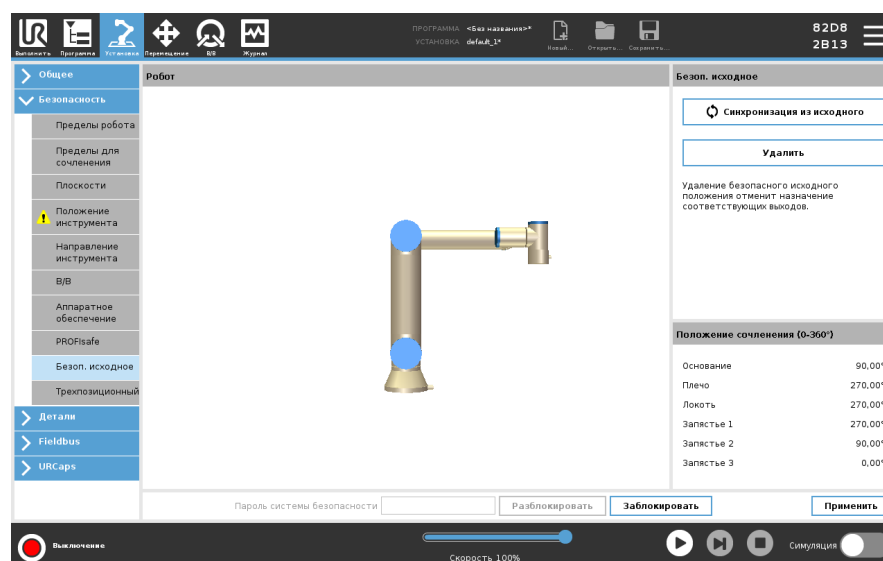 ПРОГРАММА <Без названия>*
УСТАНОВКА default_1*
Выполнить
Программа
Установка
Перемещение
В/В
Журнал
Новый...
Открыть...
Сохранить...
82D8
2B13
Общее
Безопасность
Пределы робота
Пределы для
сочленения
Плоскости
Положение
инструмента
Направление
инструмента
В/В
Аппаратное
обеспечение
PROFIsafe
Безоп. исходное
Трехпозиционный
Детали
Fieldbus
URCaps
Робот
Безоп. исходное
Синхронизация из исходного
Удалить
Удаление безопасного исходного
положения отменит назначение
соответствующих выходов.
Положение сочленения (0-360°)
Основание 90,00°
Плечо 270,00°
Локоть 270,00°
Запястье 1 270,00°
Запястье 2 90,00°
Запястье 3 0,00°
Пароль системы безопасности
Разблокировать
Заблокировать
Применить
Выключение
Скорость 100%
Симуляция